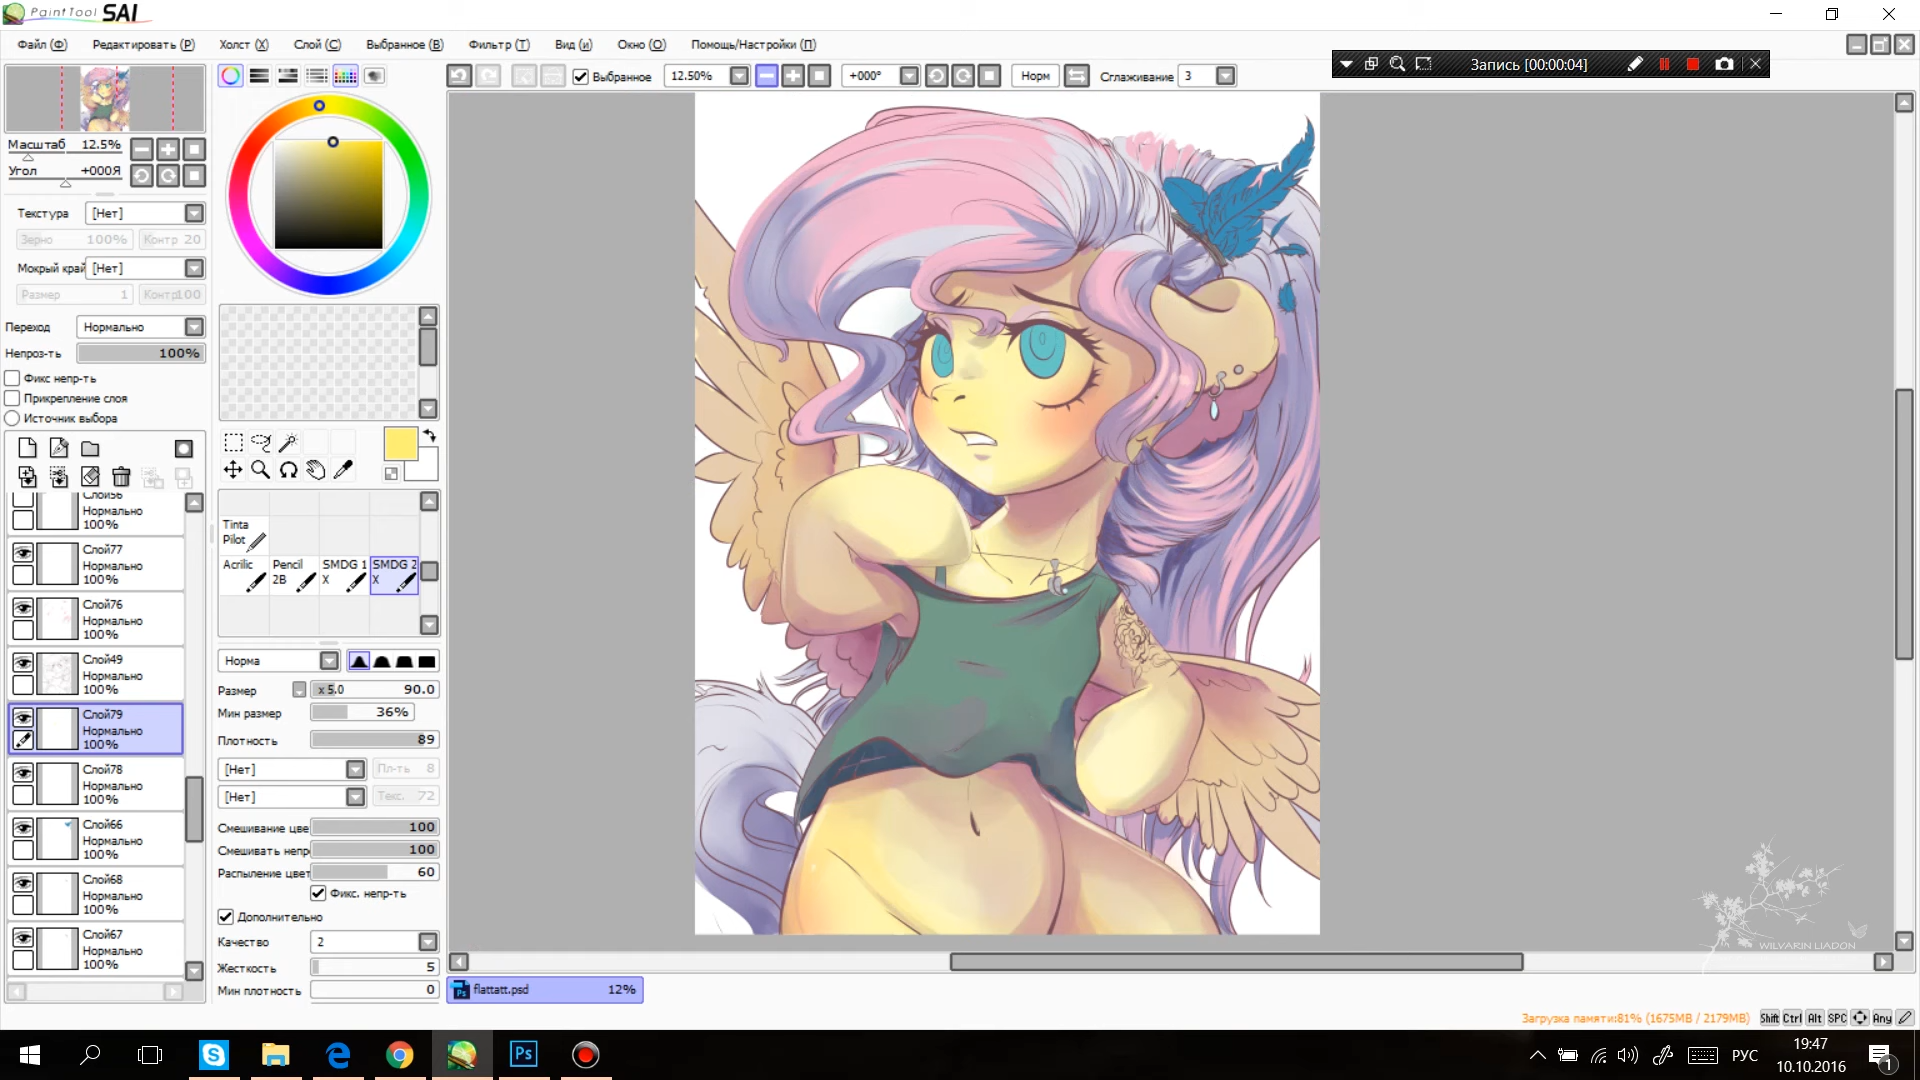 PaintTool SAI
Файл (Ф) Редактировать (Р) Холст (Х) Слой (С) Выбранное (В) Фильтр (Т) Вид (и) Окно (О) Помощь/Настройки (П)
Выбранное 12.50% +000° Норм Сглаживание 3
Запись [00:00:04]
Масштаб 12.5%
Угол +000Я
Текстура [Нет]
Зерно 100% Контр 20
Мокрый край [Нет]
Размер 1 Контр100
Переход Нормально
Непроз-ть 100%
Фикс непр-ть
Прикрепление слоя
Источник выбора
Слой56
Нормально
100%
Слой77
Нормально
100%
Слой76
Нормально
100%
Слой49
Нормально
100%
Слой79
Нормально
100%
Слой78
Нормально
100%
Слой66
Нормально
100%
Слой68
Нормально
100%
Слой67
Нормально
100%
Tinta
Pilot
Acrilic
Pencil
2B
SMDG 1
X
SMDG 2
X
Норма
Размер x 5.0 90.0
Мин размер 36%
Плотность 89
[Нет] Пл-ть 8
[Нет] Текс. 72
Смешивание цве 100
Смешивать непр 100
Распыление цвет 60
Фикс. непр-ть
Дополнительно
Качество 2
Жесткость 5
Мин плотность 0
flattatt.psd 12%
WILVARIN LIADON
Загрузка памяти:81% (1675MB / 2179MB) Shift Ctrl Alt SPC Any
Ps
РУС
19:47
10.10.2016
1